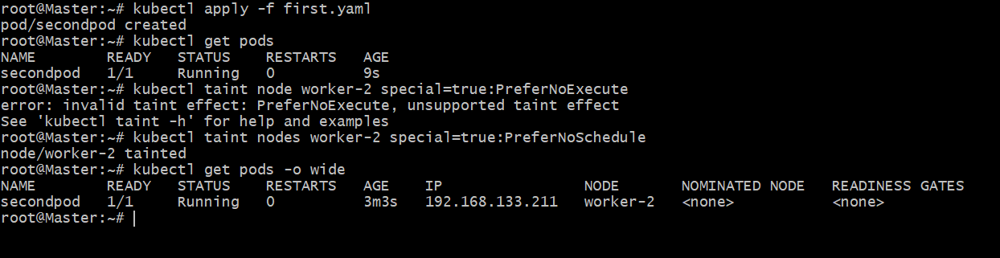 root@Master:~# kubectl apply -f first.yaml
pod/secondpod created
root@Master:~# kubectl get pods
NAME        READY   STATUS    RESTARTS   AGE
secondpod   1/1     Running   0          9s
root@Master:~# kubectl taint node worker-2 special=true:PreferNoExecute
error: invalid taint effect: PreferNoExecute, unsupported taint effect
See 'kubectl taint -h' for help and examples
root@Master:~# kubectl taint nodes worker-2 special=true:PreferNoSchedule
node/worker-2 tainted
root@Master:~# kubectl get pods -o wide
NAME        READY   STATUS    RESTARTS   AGE    IP                NODE       NOMINATED NODE   READINESS GATES
secondpod   1/1     Running   0          3m3s   192.168.133.211   worker-2   <none>           <none>
root@Master:~#